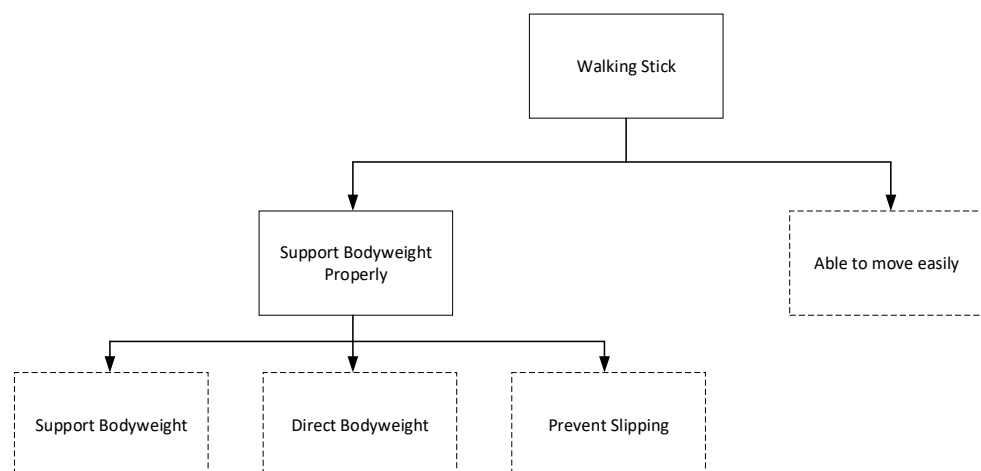 Walking Stick
Support Bodyweight
Properly
Able to move easily
Support Bodyweight
Direct Bodyweight
Prevent Slipping